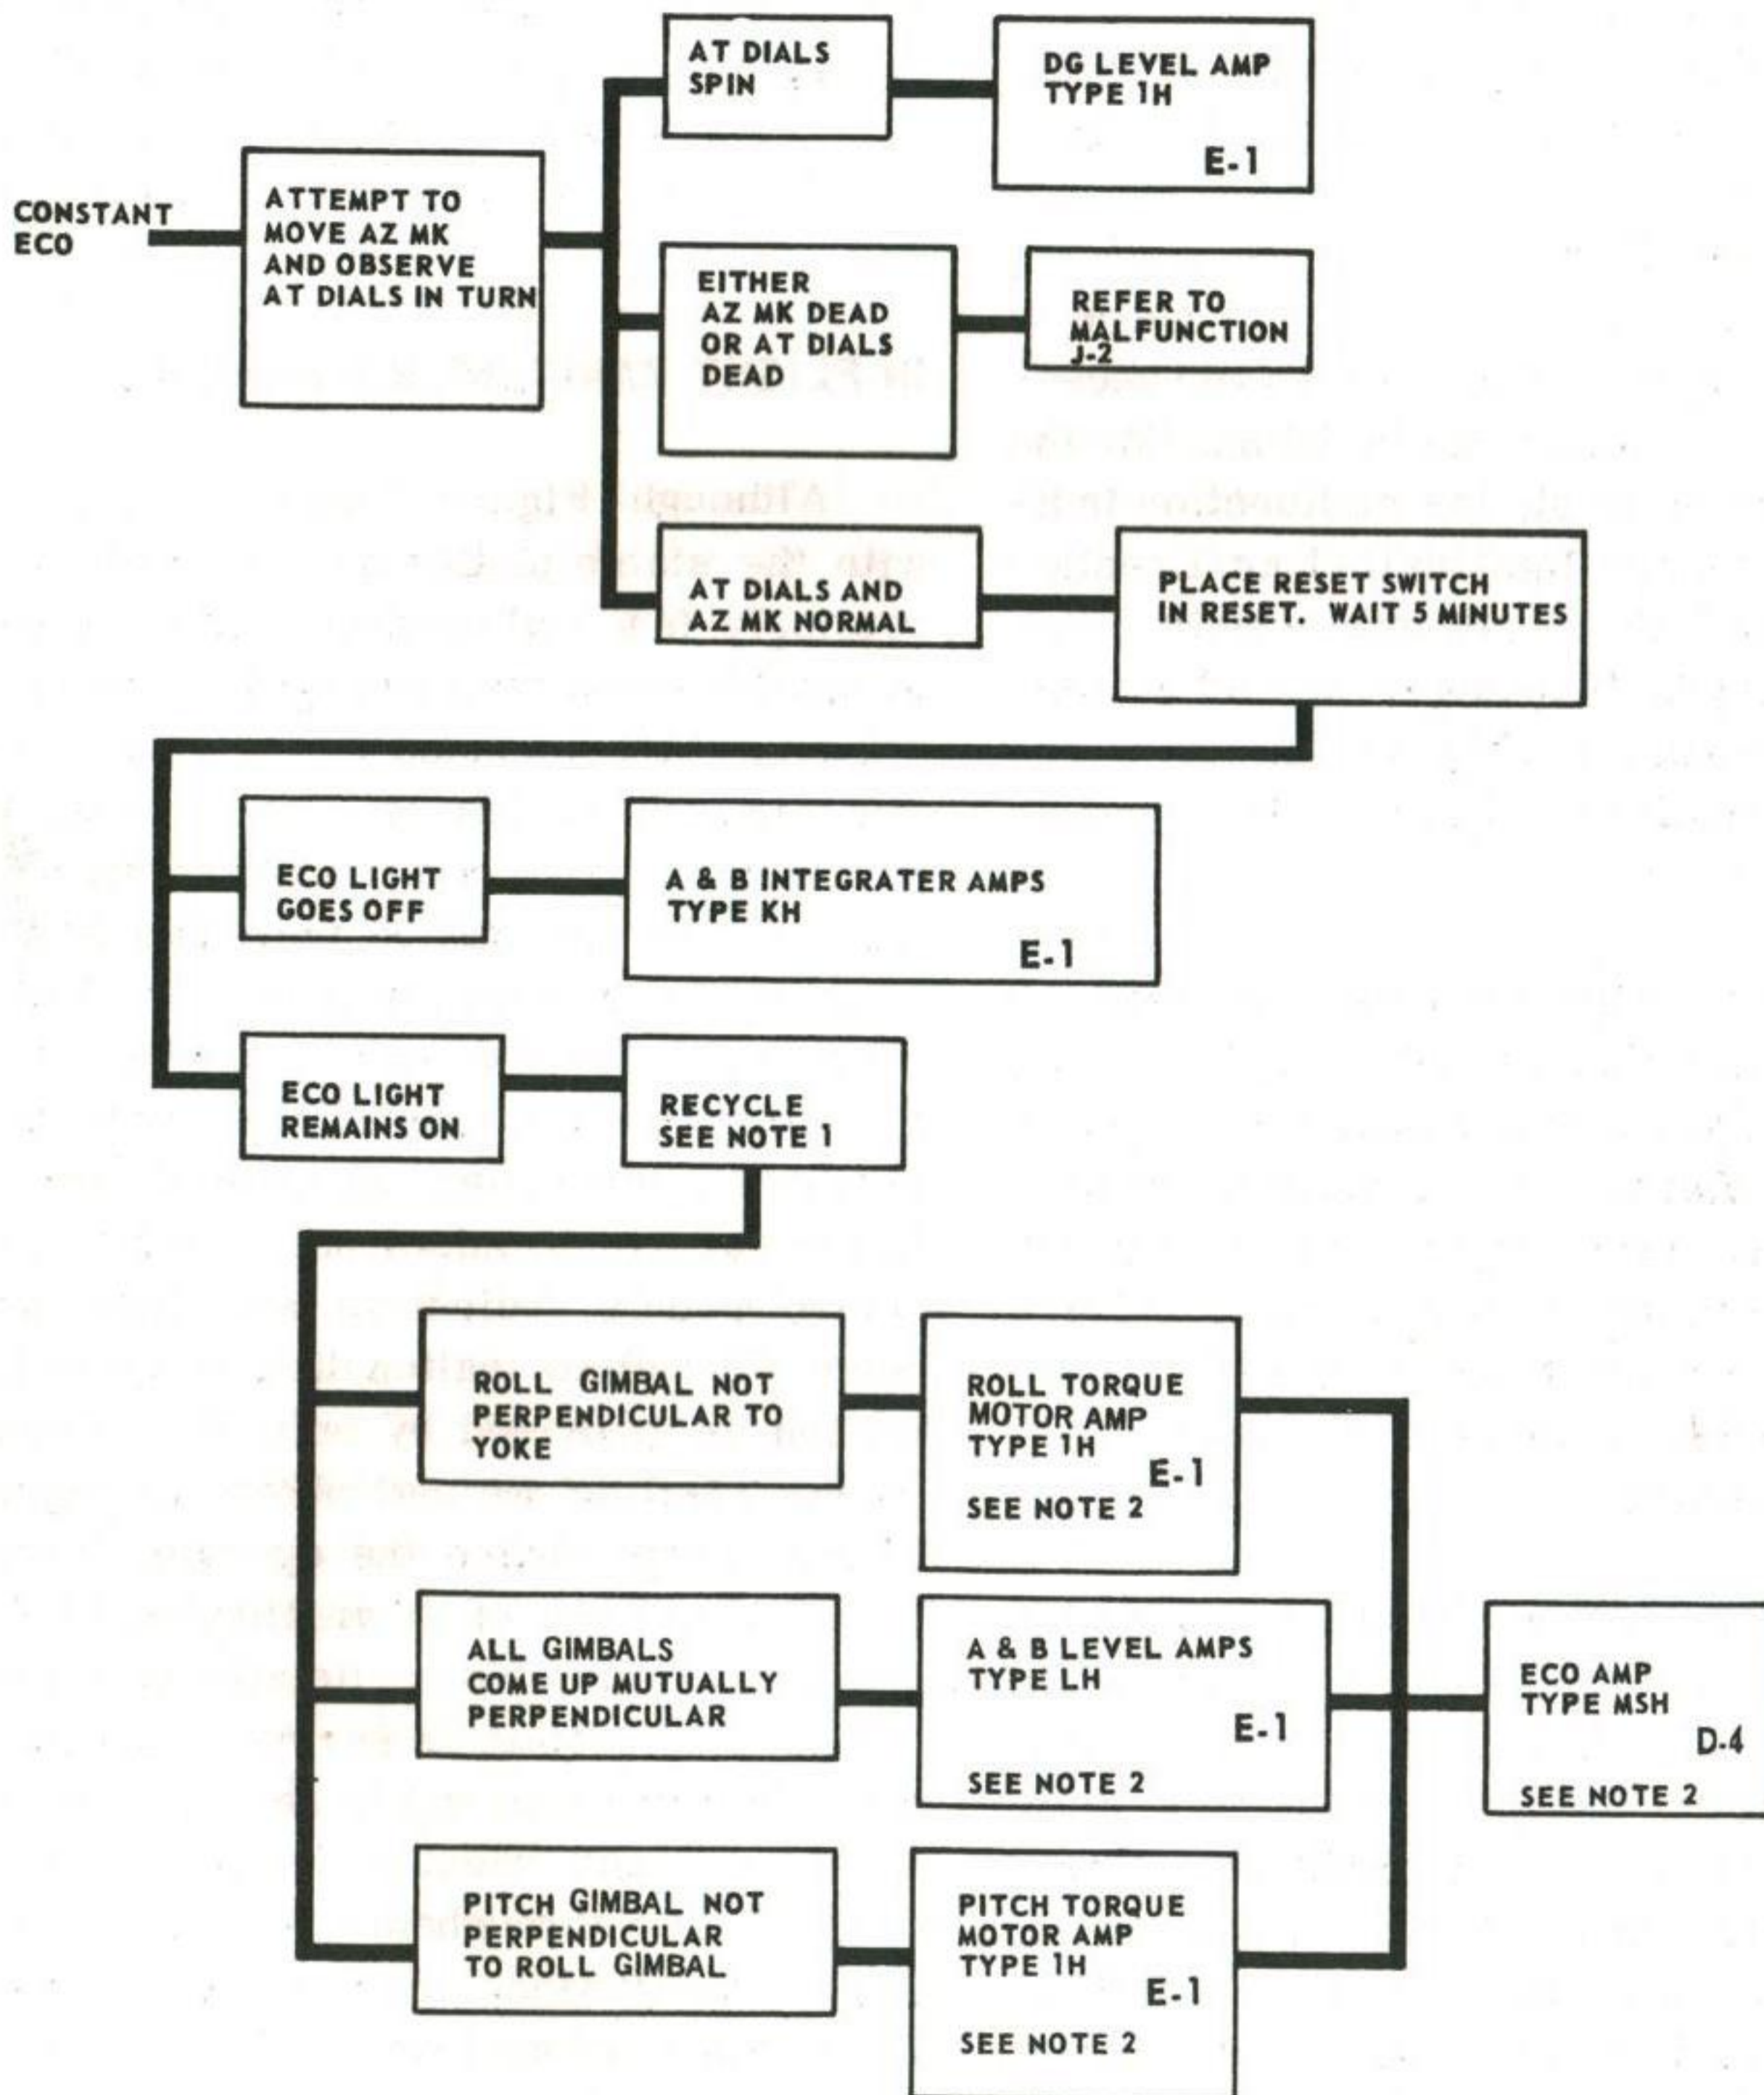 AT DIALS
SPIN
DG LEVEL AMP
TYPE 1H
E-1
CONSTANT
ECO
ATTEMPT TO
MOVE AZ MK
AND OBSERVE
AT DIALS IN TURN
EITHER
AZ MK DEAD
OR AT DIALS
DEAD
REFER TO
MALFUNCTION
J-2
AT DIALS AND
AZ MK NORMAL
PLACE RESET SWITCH
IN RESET. WAIT 5 MINUTES
ECO LIGHT
GOES OFF
A & B INTEGRATER AMPS
TYPE KH
E-1
ECO LIGHT
REMAINS ON
RECYCLE
SEE NOTE 1
ROLL GIMBAL NOT
PERPENDICULAR TO
YOKE
ROLL TORQUE
MOTOR AMP
TYPE 1H
E-1
SEE NOTE 2
ALL GIMBALS
COME UP MUTUALLY
PERPENDICULAR
A & B LEVEL AMPS
TYPE LH
E-1
SEE NOTE 2
ECO AMP
TYPE MSH
D-4
SEE NOTE 2
PITCH GIMBAL NOT
PERPENDICULAR
TO ROLL GIMBAL
PITCH TORQUE
MOTOR AMP
TYPE 1H
E-1
SEE NOTE 2